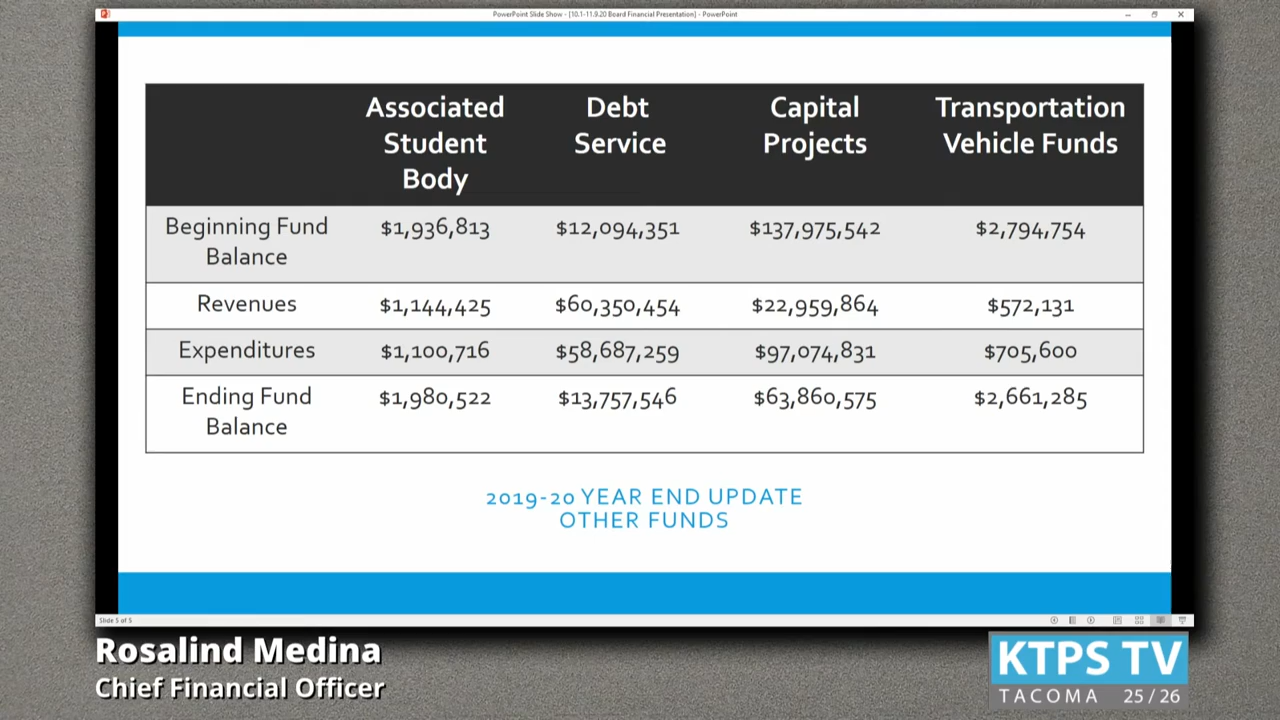 PowerPoint Slide Show - [10.1-11.9.20 Board Financial Presentation] - PowerPoint
Associated Student Body
Debt Service
Capital Projects
Transportation Vehicle Funds
Beginning Fund Balance
$1,936,813
$12,094,351
$137,975,542
$2,794,754
Revenues
$1,144,425
$60,350,454
$22,959,864
$572,131
Expenditures
$1,100,716
$58,687,259
$97,074,831
$705,600
Ending Fund Balance
$1,980,522
$13,757,546
$63,860,575
$2,661,285
2019-20 YEAR END UPDATE
OTHER FUNDS
Slide 5 of 5
Rosalind Medina
Chief Financial Officer
KTPS TV
TACOMA 25/26